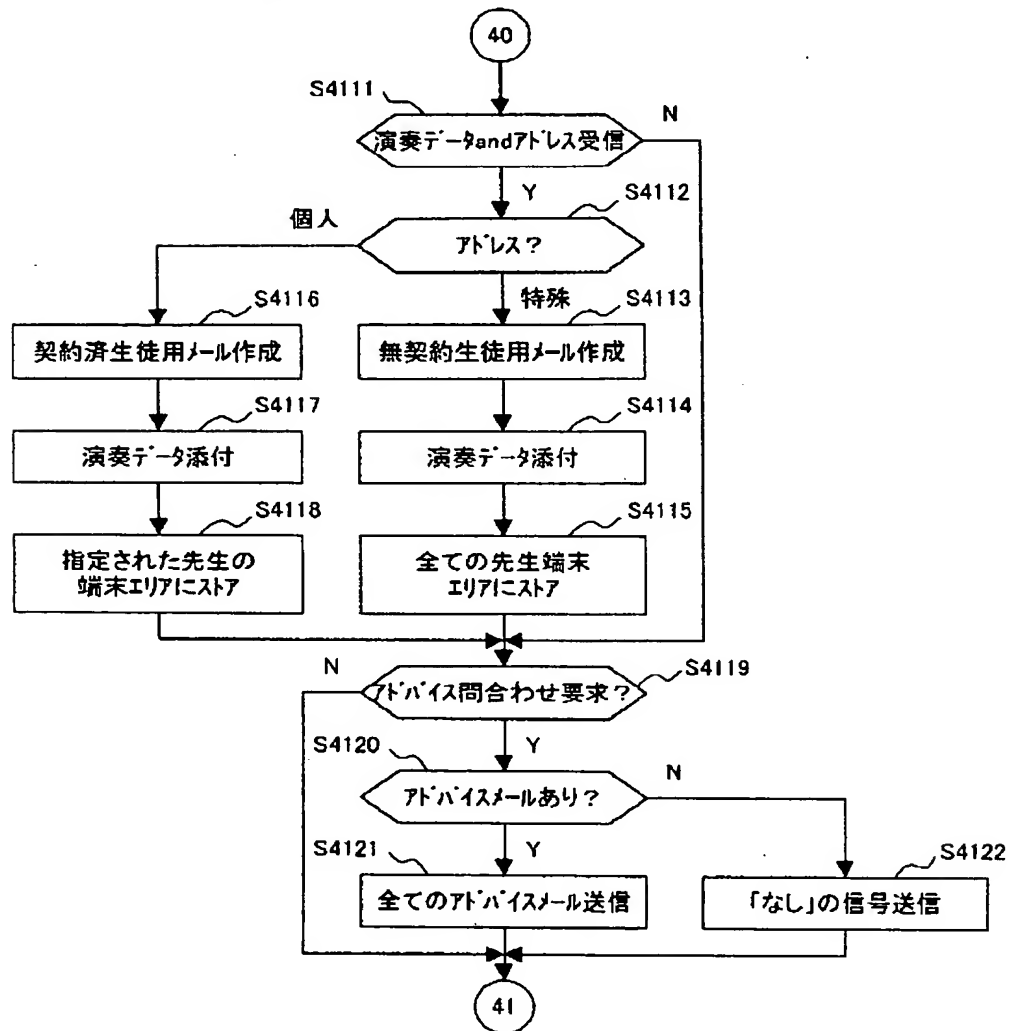 40
S4111
N
演奏データandアドレス受信
Y
S4112
個人
アドレス?
特殊
S4116
S4113
契約済生徒用メール作成
無契約生徒用メール作成
S4117
S4114
演奏データ添付
演奏データ添付
S4118
S4115
指定された先生の
端末エリアにストア
全ての先生端末
エリアにストア
N
S4119
アドバイス問合わせ要求?
S4120
Y
N
アドバイスメールあり?
S4121
Y
S4122
全てのアドバイスメール送信
「なし」の信号送信
41